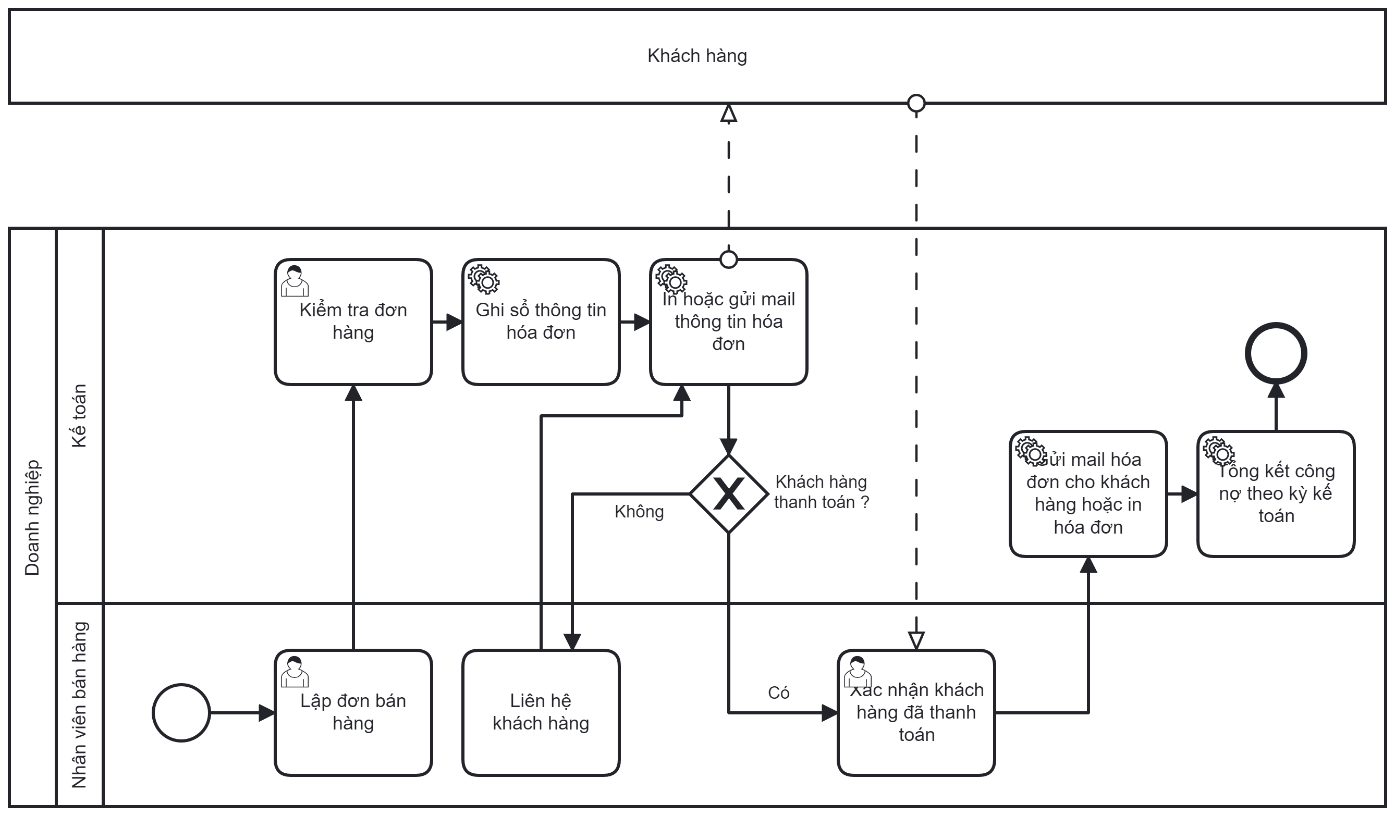 Khách hàng
Doanh nghiệp
Kế toán
Kiểm tra đơn
hàng
Ghi sổ thông tin
hóa đơn
In hoặc gửi mail
thông tin hóa
đơn
Khách hàng
thanh toán ?
Không
Gửi mail hóa
đơn cho khách
hàng hoặc in
hóa đơn
Tổng kết công
nợ theo kỳ kế
toán
Nhân viên bán hàng
Lập đơn bán
hàng
Liên hệ
khách hàng
Có
Xác nhận khách
hàng đã thanh
toán